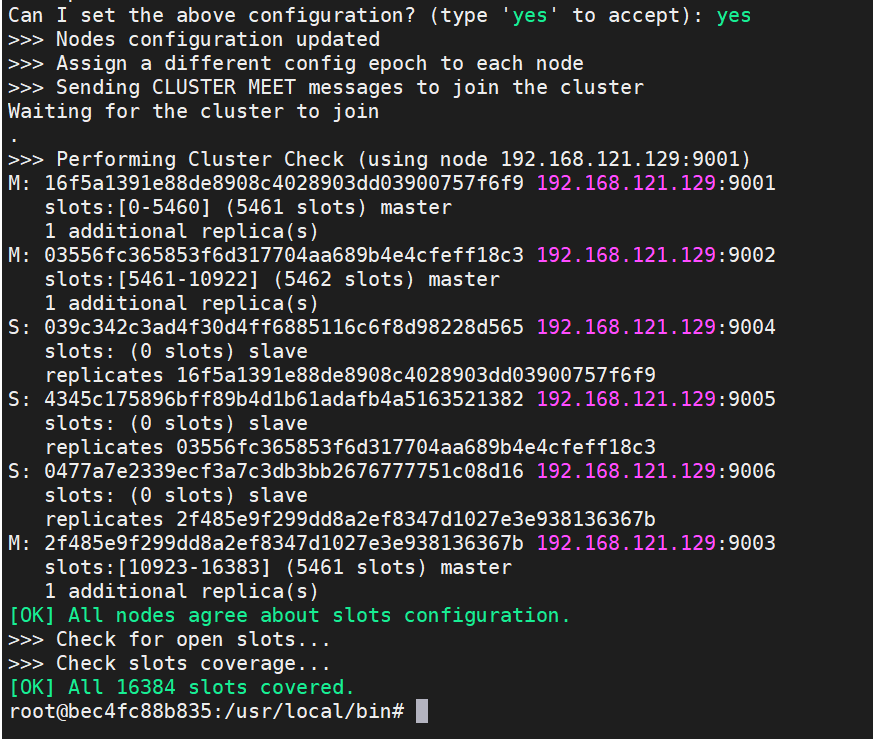 Can I set the above configuration? (type 'yes' to accept): yes
>>> Nodes configuration updated
>>> Assign a different config epoch to each node
>>> Sending CLUSTER MEET messages to join the cluster
Waiting for the cluster to join
.
>>> Performing Cluster Check (using node 192.168.121.129:9001)
M: 16f5a1391e88de8908c4028903dd03900757f6f9 192.168.121.129:9001
   slots:[0-5460] (5461 slots) master
   1 additional replica(s)
M: 03556fc365853f6d317704aa689b4e4cfeff18c3 192.168.121.129:9002
   slots:[5461-10922] (5462 slots) master
   1 additional replica(s)
S: 039c342c3ad4f30d4ff6885116c6f8d98228d565 192.168.121.129:9004
   slots: (0 slots) slave
   replicates 16f5a1391e88de8908c4028903dd03900757f6f9
S: 4345c175896bff89b4d1b61adafb4a5163521382 192.168.121.129:9005
   slots: (0 slots) slave
   replicates 03556fc365853f6d317704aa689b4e4cfeff18c3
S: 0477a7e2339ecf3a7c3db3bb2676777751c08d16 192.168.121.129:9006
   slots: (0 slots) slave
   replicates 2f485e9f299dd8a2ef8347d1027e3e938136367b
M: 2f485e9f299dd8a2ef8347d1027e3e938136367b 192.168.121.129:9003
   slots:[10923-16383] (5461 slots) master
   1 additional replica(s)
[OK] All nodes agree about slots configuration.
>>> Check for open slots...
>>> Check slots coverage...
[OK] All 16384 slots covered.
root@bec4fc88b835:/usr/local/bin#